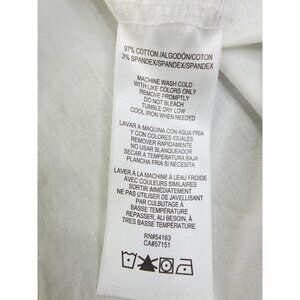 97% COTTON /ALGODÓN/COTON
3% SPANDEX/SPANDEX/SPANDEX
MACHINE WASH COLD
WITH LIKE COLORS ONLY
REMOVE PROMPTLY
DO NOT BLEACH
TUMBLE DRY LOW
COOL IRON WHEN NEEDED
LAVAR A MAQUINA CON AGUA FRIA
Y CON COLORES IGUALES
REMOVER RAPIDAMENTE
NO USAR BLANQUEADOR
SECAR A TEMPERATURA BAJA
PLANCHA FRIA SI NECESITA
LAVER À LA MACHINE À LEAU FROIDE
AVEC COULEURS SIMILAIRES
SORTIR IMMÉDIATEMENT
NE PAS UTILISER DE JAVELLISANT
PAR CULBUTAGE À
BASSE TEMPÉRATURE
REPASSER, ALI BESOIN, À
TRES BASSE TEMPÉRATURE
RN#54163
CA#57151